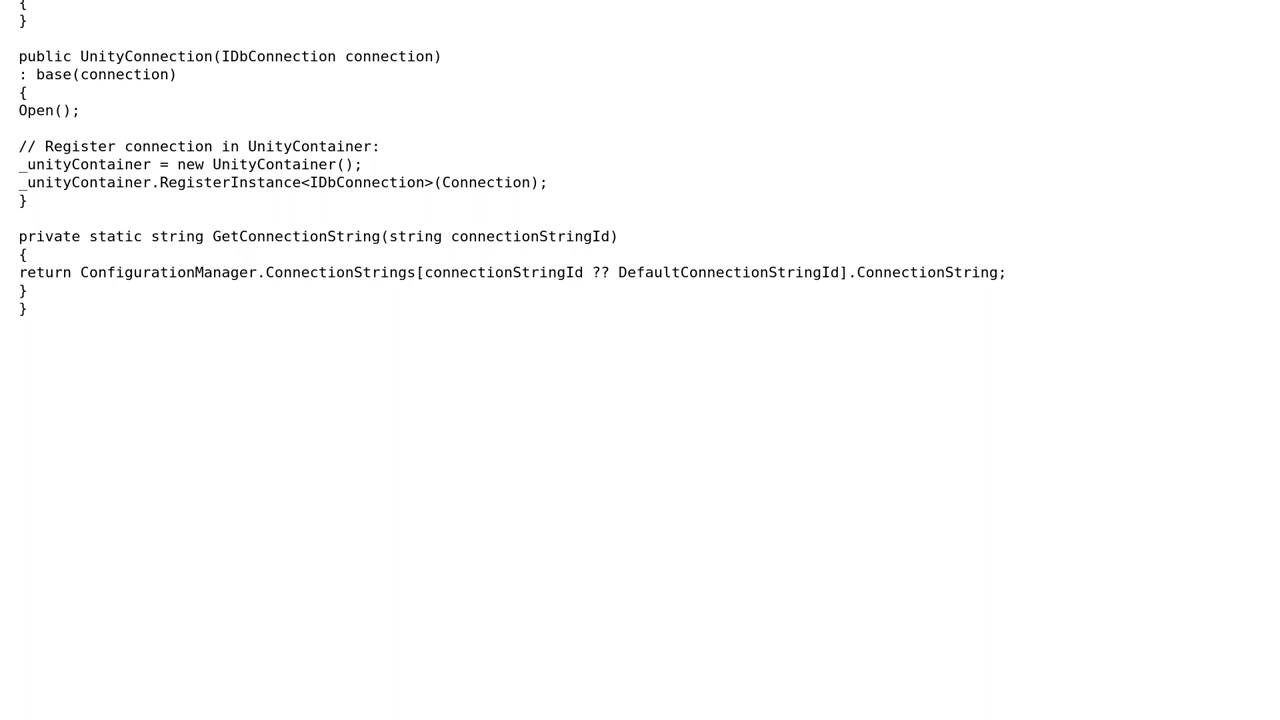 {
}

public UnityConnection(IDbConnection connection)
: base(connection)
{
Open();

// Register connection in UnityContainer:
_unityContainer = new UnityContainer();
_unityContainer.RegisterInstance<IDbConnection>(Connection);
}

private static string GetConnectionString(string connectionStringId)
{
return ConfigurationManager.ConnectionStrings[connectionStringId ?? DefaultConnectionStringId].ConnectionString;
}
}